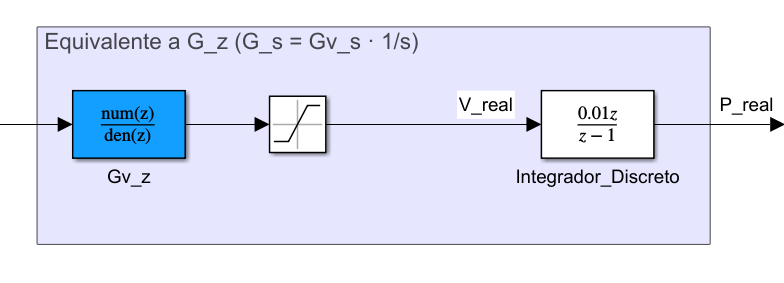 Equivalente a G_z (G_s = Gv_s · 1/s)
num(z)
den(z)
Gv_z
V_real
0.01z
z − 1
Integrador_Discreto
P_real